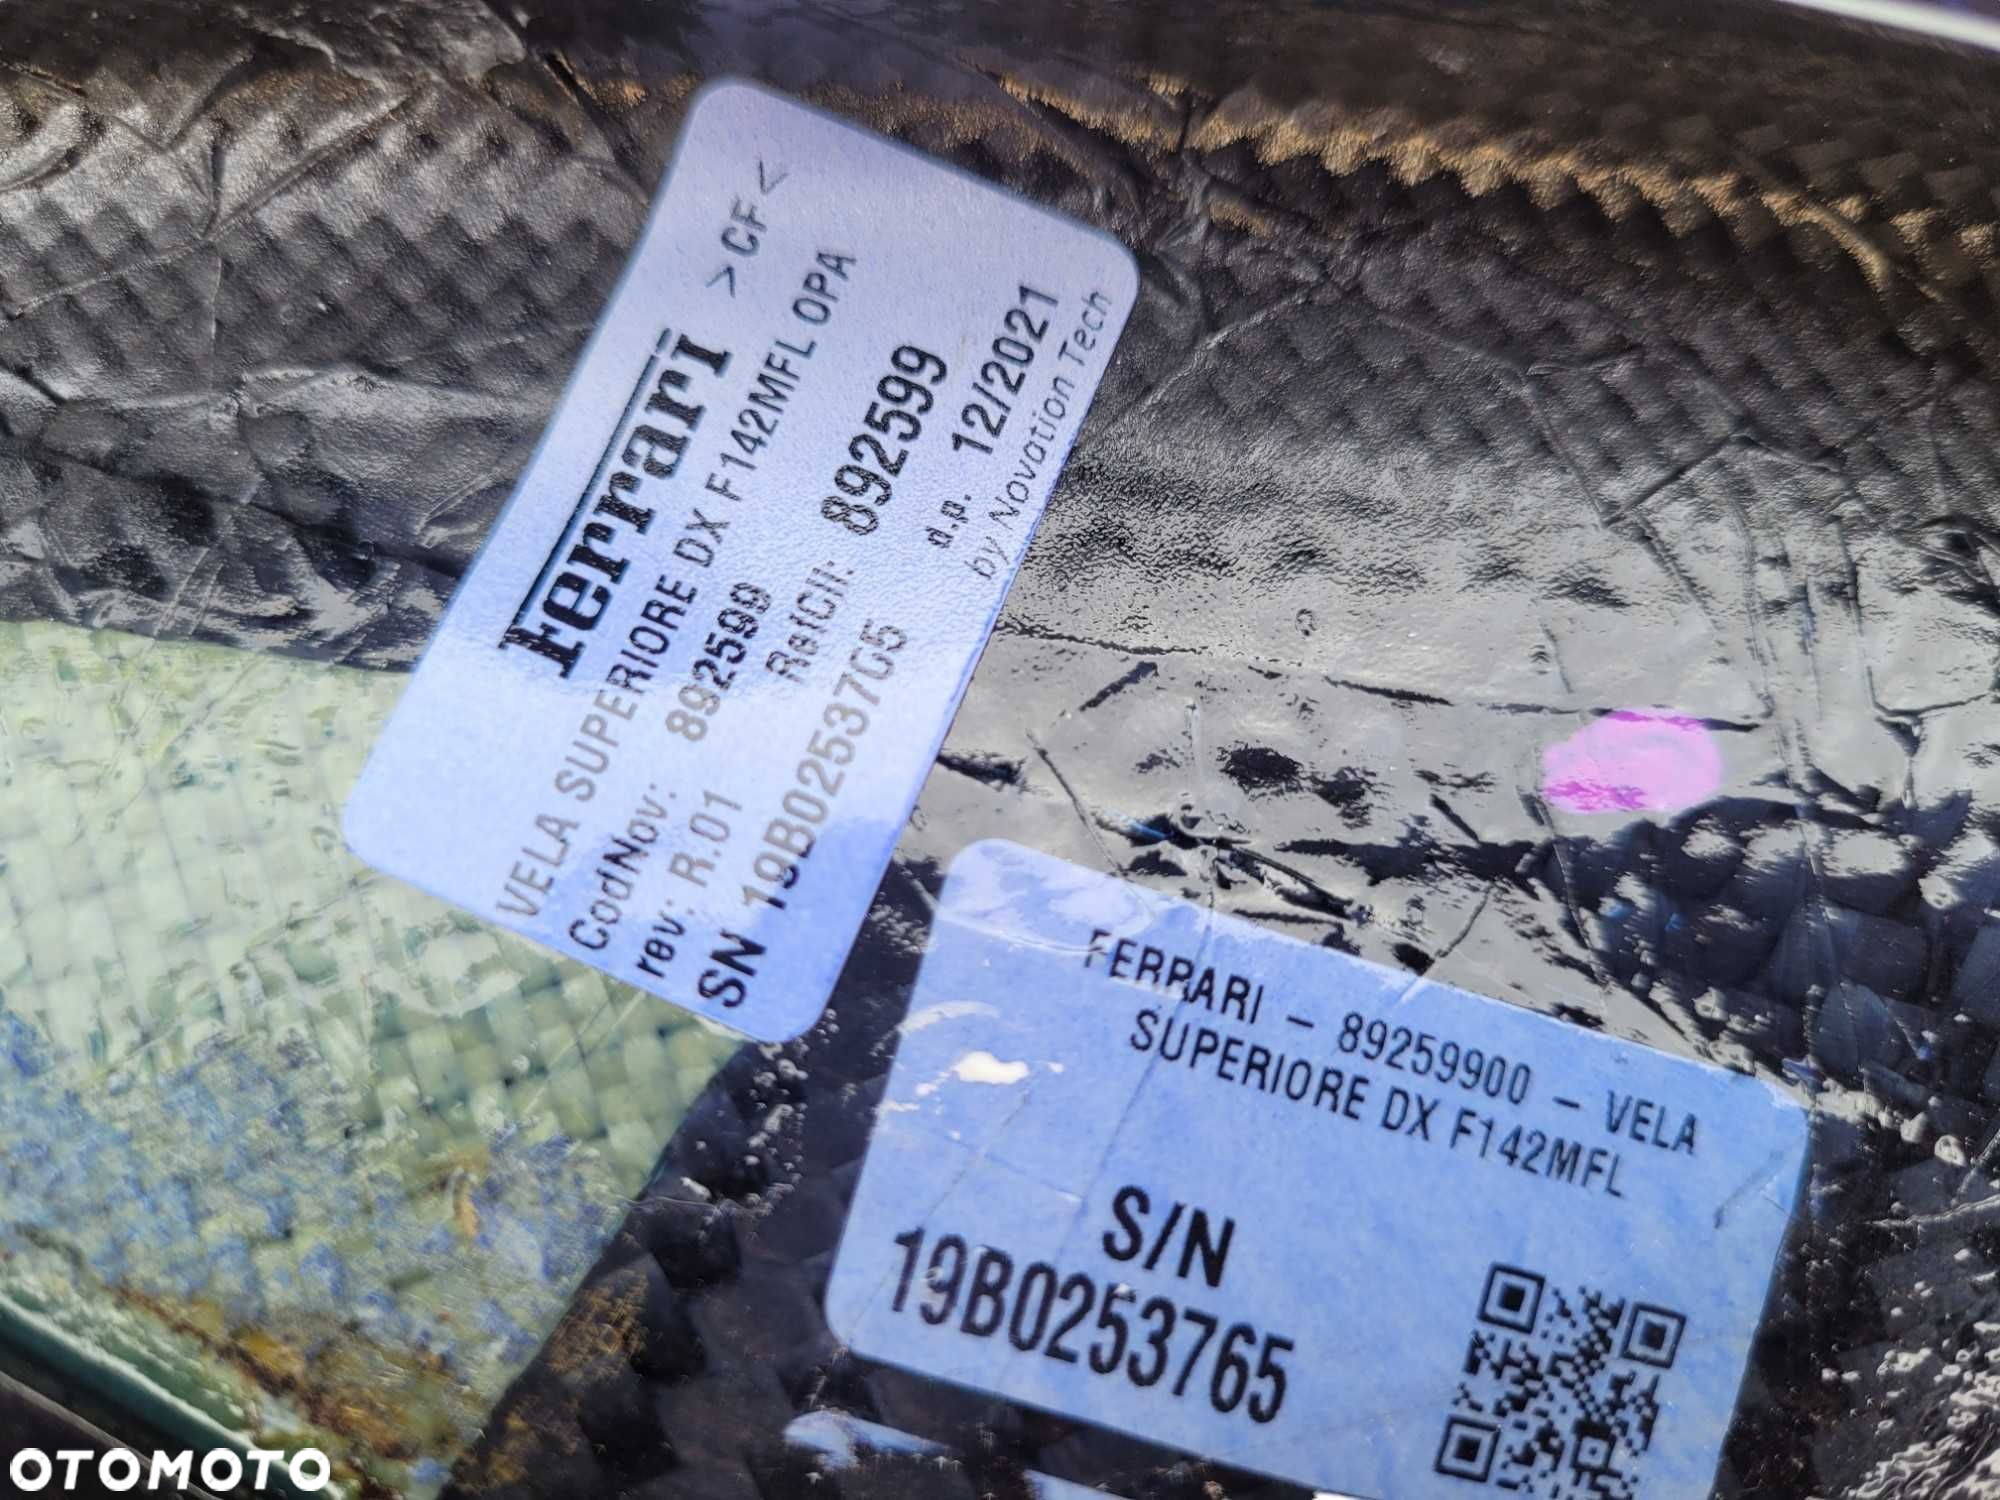 >CF<
Ferrari
VELA SUPERIORE DX F142MFL OPA
CodNov: 892599 RefCli: 892599
rev: R.01 d.p. 12/2021
SN 19B0253765 by Novation Tech
FERRARI - 89259900 - VELA
SUPERIORE DX F142MFL
S/N
19B0253765
OTOMOTO